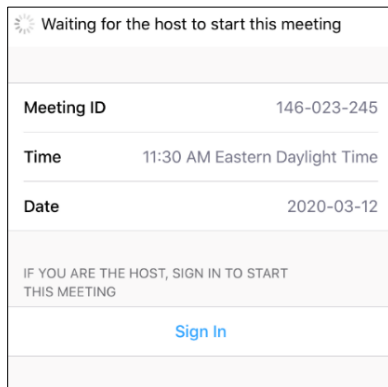 Waiting for the host to start this meeting
Meeting ID 146-023-245
Time 11:30 AM Eastern Daylight Time
Date 2020-03-12
IF YOU ARE THE HOST, SIGN IN TO START
THIS MEETING
Sign In